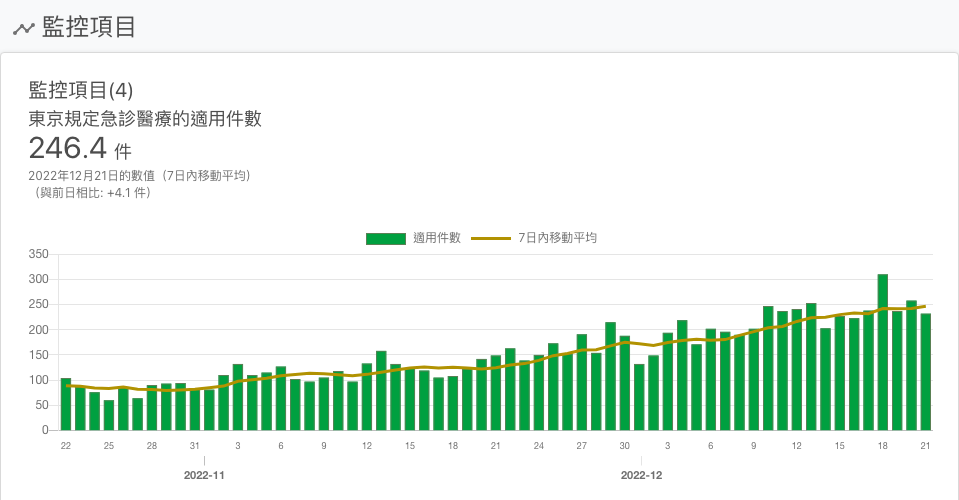 監控項目
監控項目(4)
東京規定急診醫療的適用件數
246.4 件
2022年12月21日的數值（7日內移動平均）
（與前日相比: +4.1 件）
適用件數 7日內移動平均
350
300
250
200
150
100
50
0
22 25 28 31 3 6 9 12 15 18 21 24 27 30 3 6 9 12 15 18 21
2022-11 2022-12